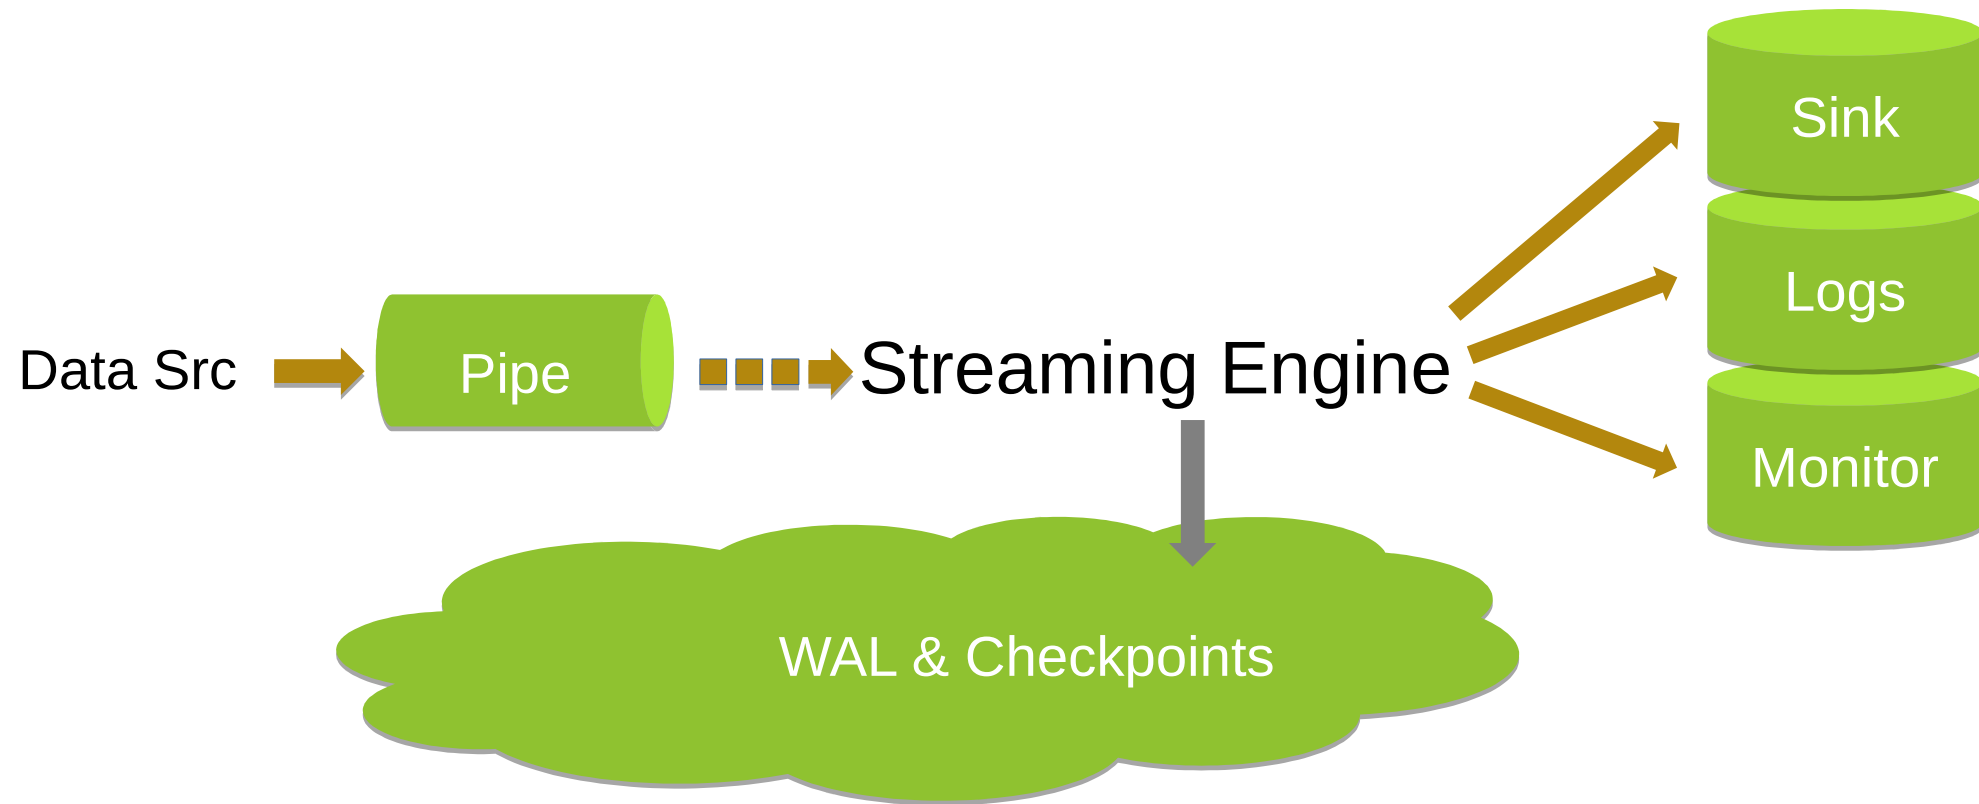 Data Src
Pipe
Streaming Engine
Sink
Logs
Monitor
WAL & Checkpoints